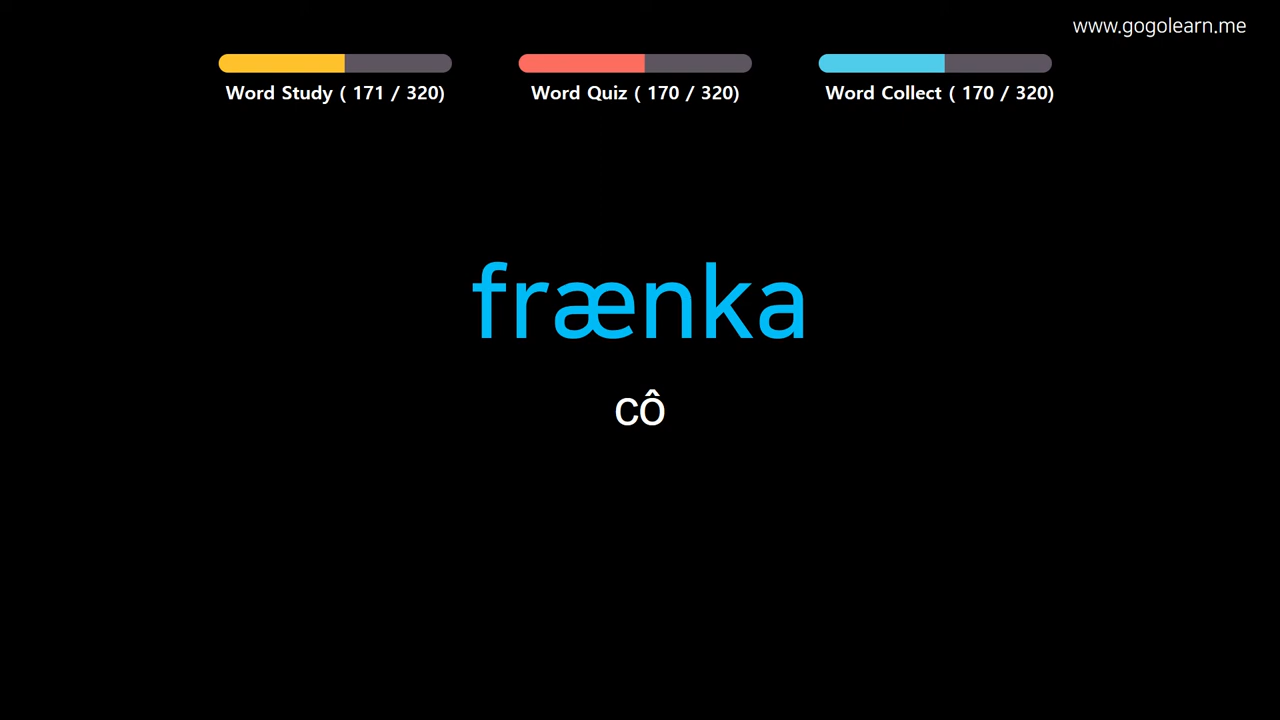 www.gogolearn.me
Word Study ( 171 / 320)
Word Quiz ( 170 / 320)
Word Collect ( 170 / 320)
frænka
cô